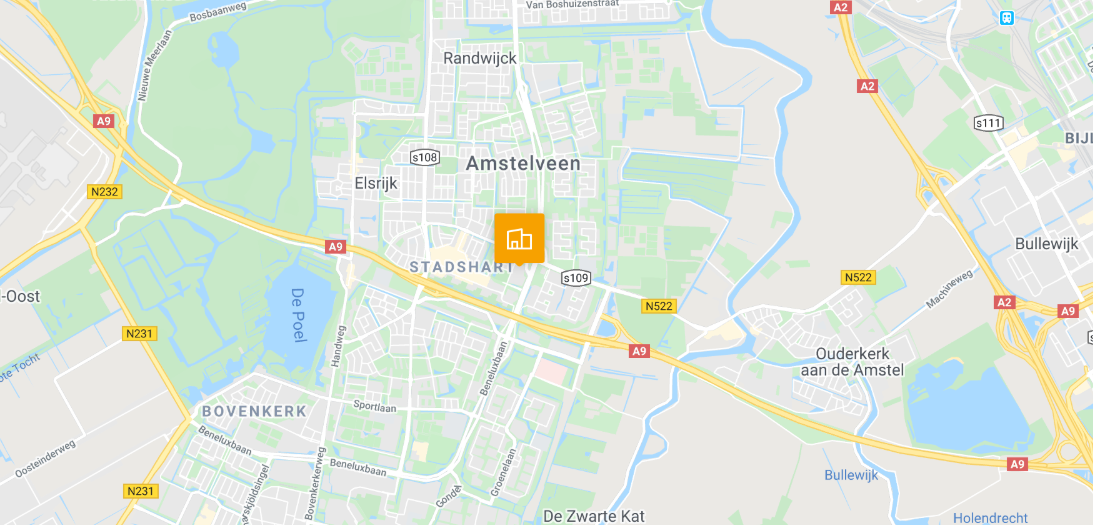 Van Boshuizenstraat
A2
Bosbaanweg
Nieuwe Meerlaan
Randwijck
A2
A9
s111
s108
Amstelveen
Elsrijk
N232
A9
STADSHART
s109
Bullewijk
N522
Machineweg
De Poel
N522
A2
A9
N231
Handweg
Beneluxbaan
A9
Ouderkerk
aan de Amstel
BOVENKERK
Sportlaan
Beneluxbaan
Beneluxbaan
Oosteinderweg
Bovenkerkerweg
Groenelaan
Gondel
A9
Bullewijk
N231
De Zwarte Kat
Holendrecht